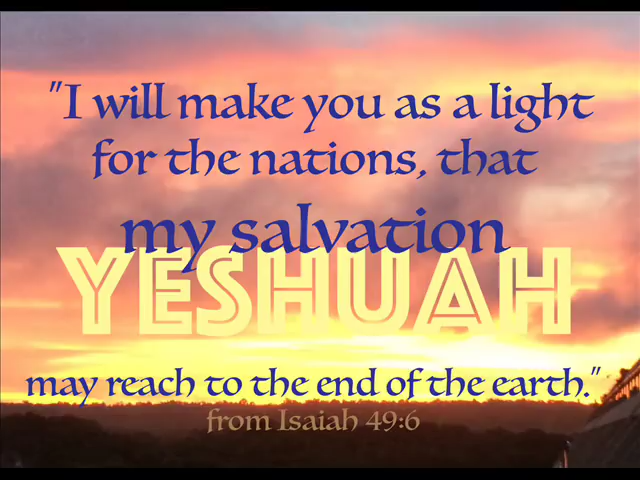 "I will make you as a light
for the nations, that
my salvation
YESHUAH
may reach to the end of the earth."
from Isaiah 49:6